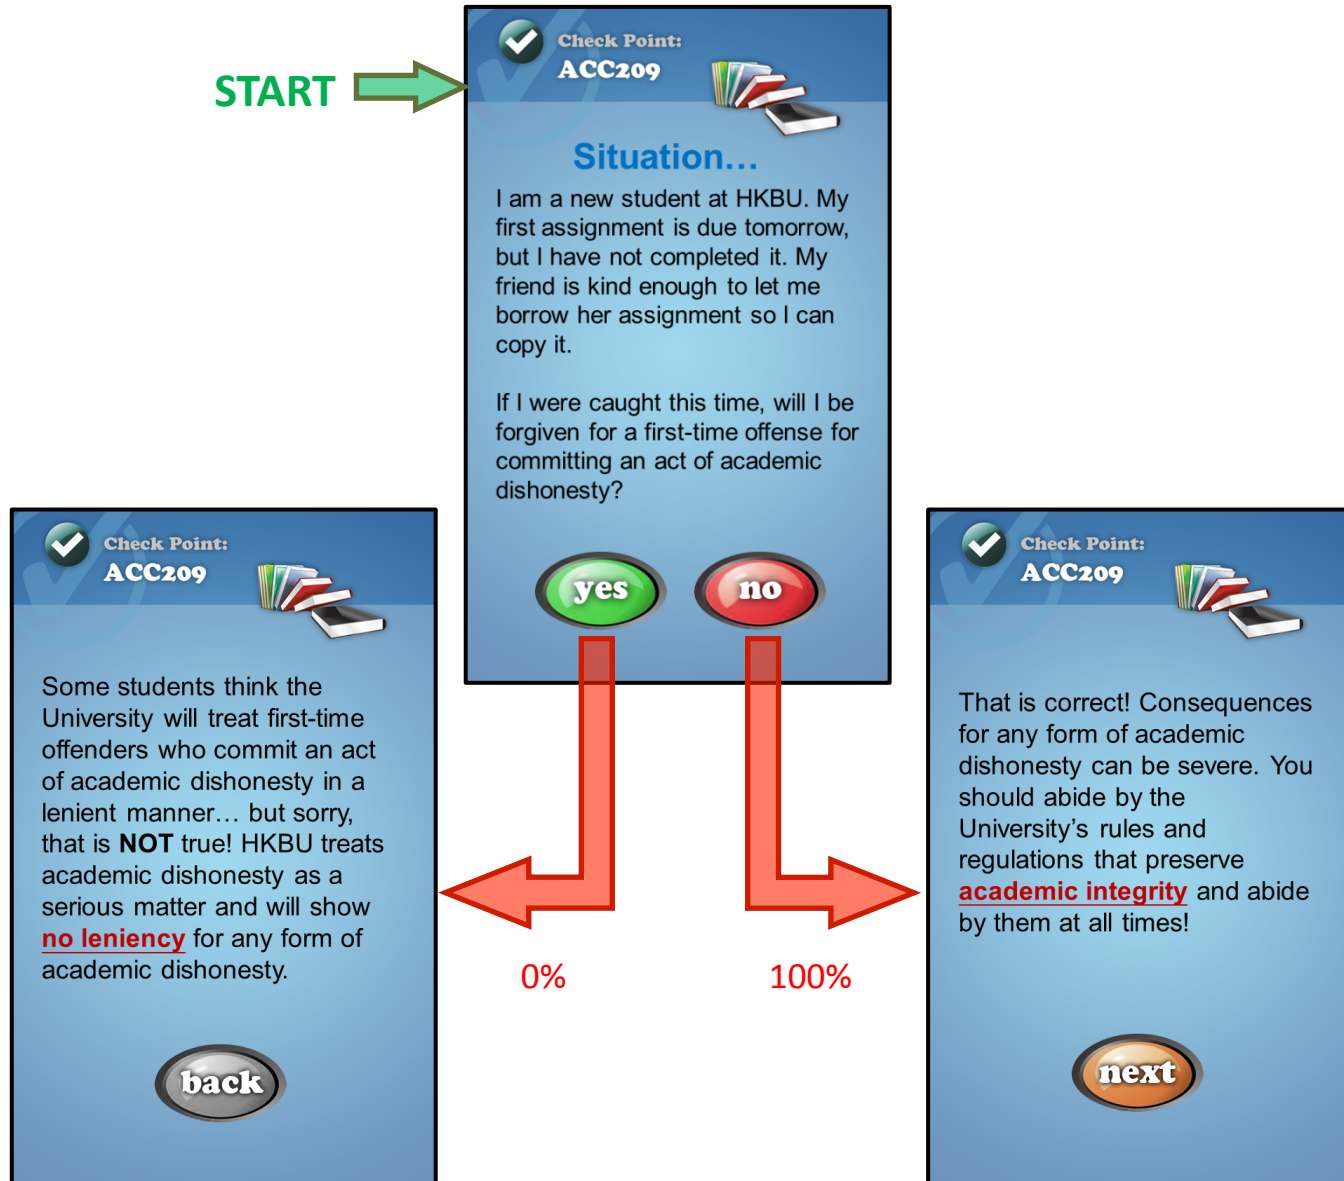 START
Check Point:
ACC209
Situation...
I am a new student at HKBU. My
first assignment is due tomorrow,
but I have not completed it. My
friend is kind enough to let me
borrow her assignment so I can
copy it.
If I were caught this time, will I be
forgiven for a first-time offense for
committing an act of academic
dishonesty?
yes
no
Check Point:
ACC209
Some students think the
University will treat first-time
offenders who commit an act
of academic dishonesty in a
lenient manner... but sorry,
that is NOT true! HKBU treats
academic dishonesty as a
serious matter and will show
no leniency for any form of
academic dishonesty.
back
0%
100%
Check Point:
ACC209
That is correct! Consequences
for any form of academic
dishonesty can be severe. You
should abide by the
University's rules and
regulations that preserve
academic integrity and abide
by them at all times!
next